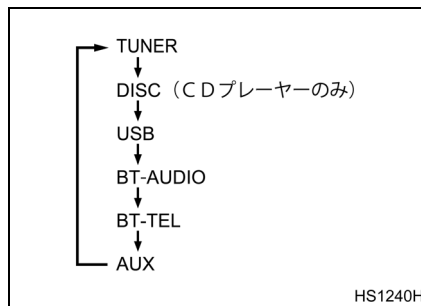 TUNER
DISC（ＣＤプレーヤーのみ）
USB
BT-AUDIO
BT-TEL
AUX
HS1240H